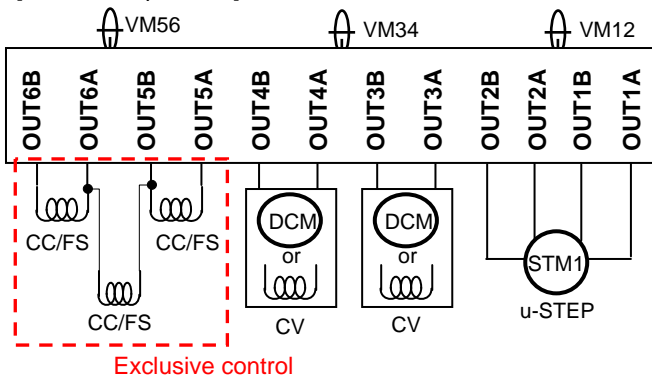 VM56 VM34 VM12
OUT6B OUT6A OUT5B OUT5A OUT4B OUT4A OUT3B OUT3A OUT2B OUT2A OUT1B OUT1A
DCM DCM
CC/FS CC/FS or or STM1
CC/FS CV CV u-STEP
Exclusive control